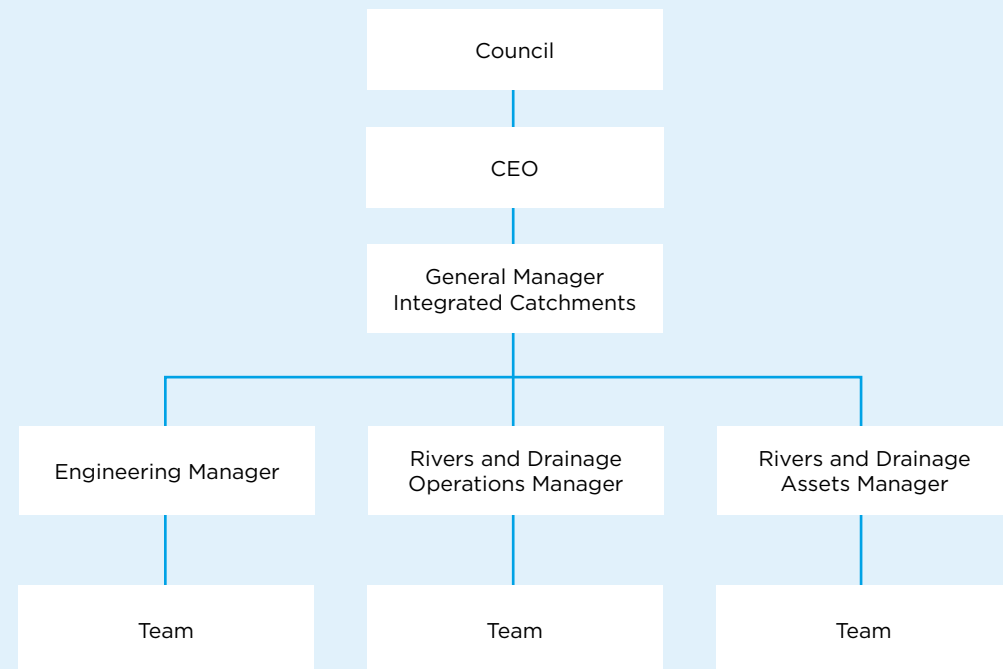 Council
CEO
General Manager
Integrated Catchments
Engineering Manager
Rivers and Drainage
Operations Manager
Rivers and Drainage
Assets Manager
Team
Team
Team